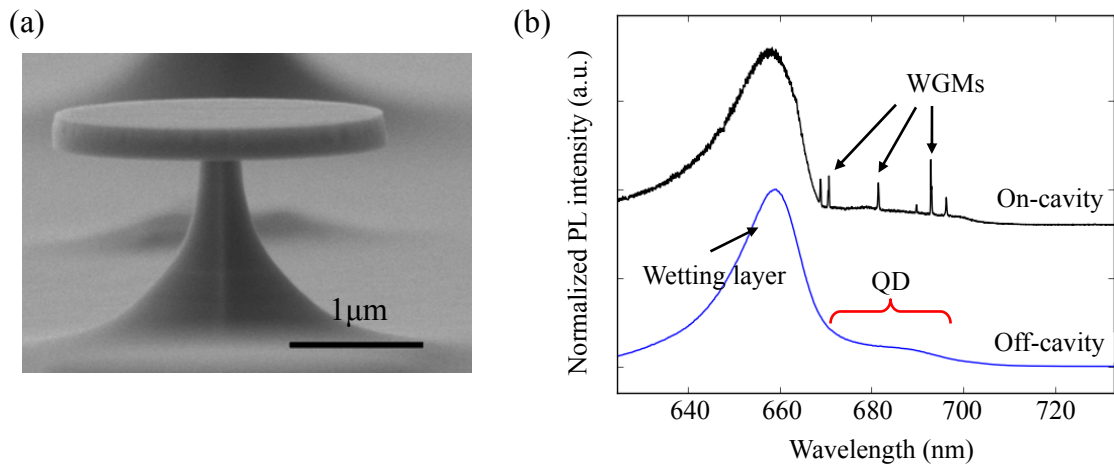 (a)
1μm
(b)
Normalized PL intensity (a.u.)
WGMs
On-cavity
Wetting layer
QD
Off-cavity
640 660 680 700 720
Wavelength (nm)